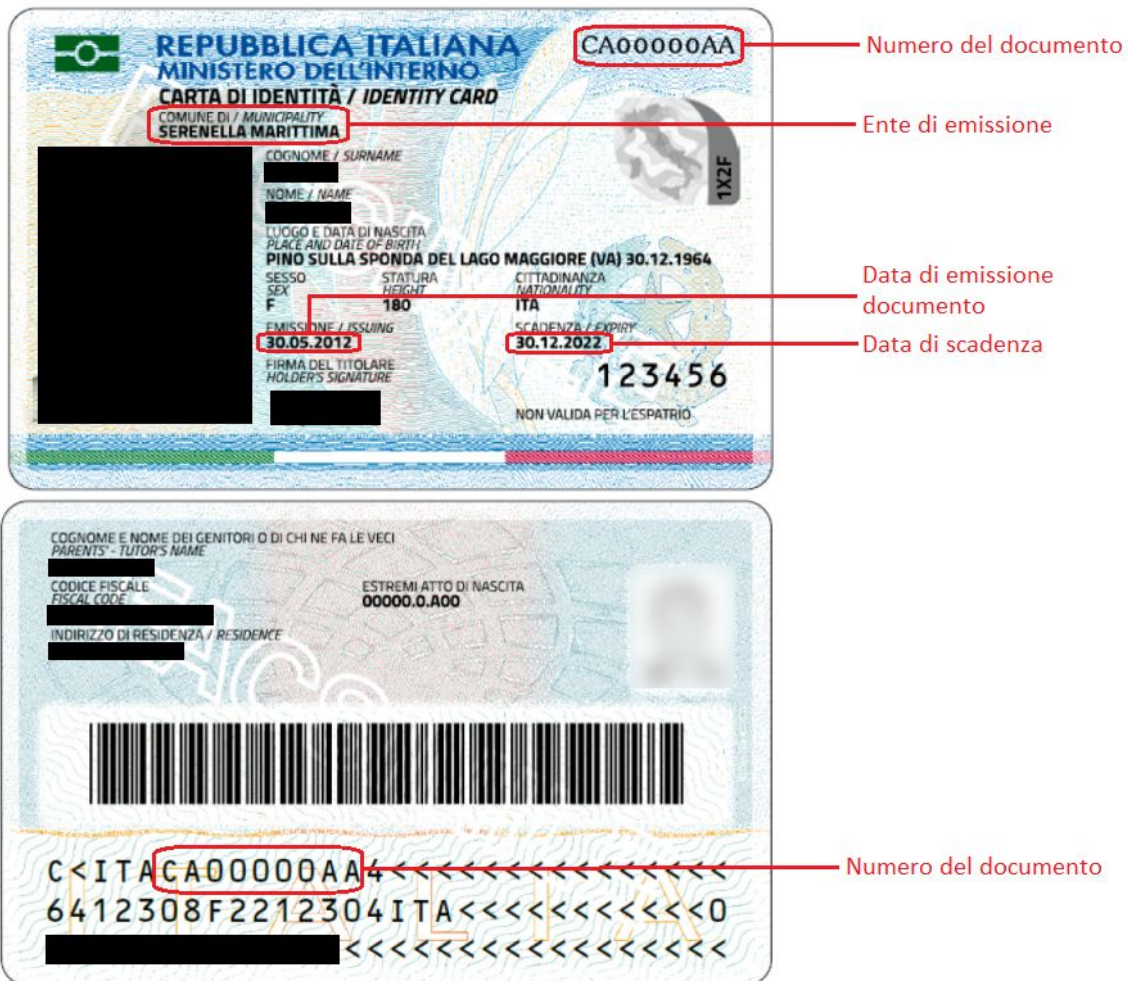 REPUBBLICA ITALIANA
MINISTERO DELL'INTERNO
CARTA DI IDENTITÀ / IDENTITY CARD
COMUNE DI / MUNICIPALITY
SERENELLA MARITTIMA
CA00000AA
Numero del documento
Ente di emissione
COGNOME / SURNAME
NOME / NAME
1X2F
LUOGO E DATA DI NASCITA
PLACE AND DATE OF BIRTH
PINO SULLA SPONDA DEL LAGO MAGGIORE (VA) 30.12.1964
SESSO STATURA CITTADINANZA
SEX HEIGHT NATIONALITY
F 180 ITA
Data di emissione
documento
EMISSIONE / ISSUING SCADENZA / EXPIRY
30.05.2012 30.12.2022
Data di scadenza
FIRMA DEL TITOLARE
HOLDER'S SIGNATURE
123456
NON VALIDA PER L'ESPATRIO
COGNOME E NOME DEI GENITORI O DI CHI NE FA LE VECI
PARENTS' - TUTOR'S NAME
CODICE FISCALE ESTREMI ATTO DI NASCITA
FISCAL CODE 00000.0.A00
INDIRIZZO DI RESIDENZA / RESIDENCE
C<ITACA00000AA4<<<<<<<<<<<<<<<
Numero del documento
6412308F2212304ITA<<<<<<<<<<<0
<<<<<<<<<<<<<<<<<